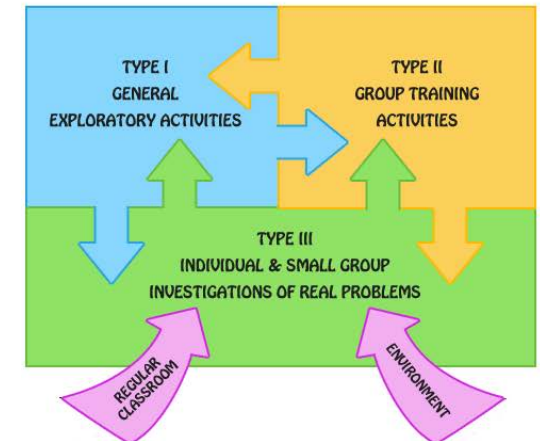 TYPE I
GENERAL
EXPLORATORY ACTIVITIES
TYPE II
GROUP TRAINING
ACTIVITIES
TYPE III
INDIVIDUAL & SMALL GROUP
INVESTIGATIONS OF REAL PROBLEMS
REGULAR
CLASSROOM
ENVIRONMENT